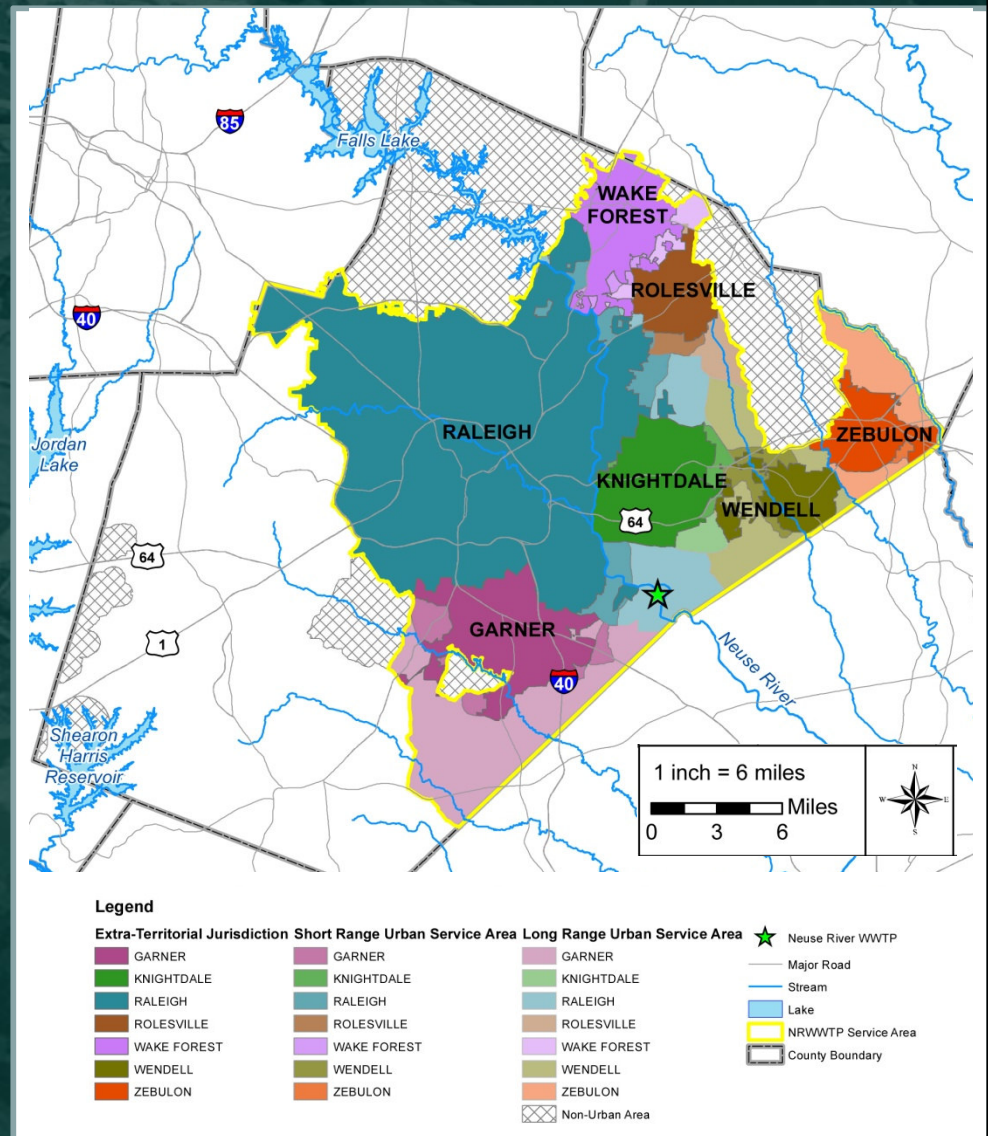 85
Falls Lake
WAKE
FOREST
ROLESVILLE
40
RALEIGH
ZEBULON
Jordan
Lake
KNIGHTDALE
WENDELL
64
64
GARNER
1
40
Neuse River
Shearon
Harris
Reservoir
1 inch = 6 miles
Miles
0 3 6
N
W E
S
Legend
Extra-Territorial Jurisdiction Short Range Urban Service Area Long Range Urban Service Area Neuse River WWTP
GARNER GARNER GARNER Major Road
KNIGHTDALE KNIGHTDALE KNIGHTDALE Stream
RALEIGH RALEIGH RALEIGH Lake
ROLESVILLE ROLESVILLE ROLESVILLE NRWWTP Service Area
WAKE FOREST WAKE FOREST WAKE FOREST County Boundary
WENDELL WENDELL WENDELL
ZEBULON ZEBULON ZEBULON
Non-Urban Area